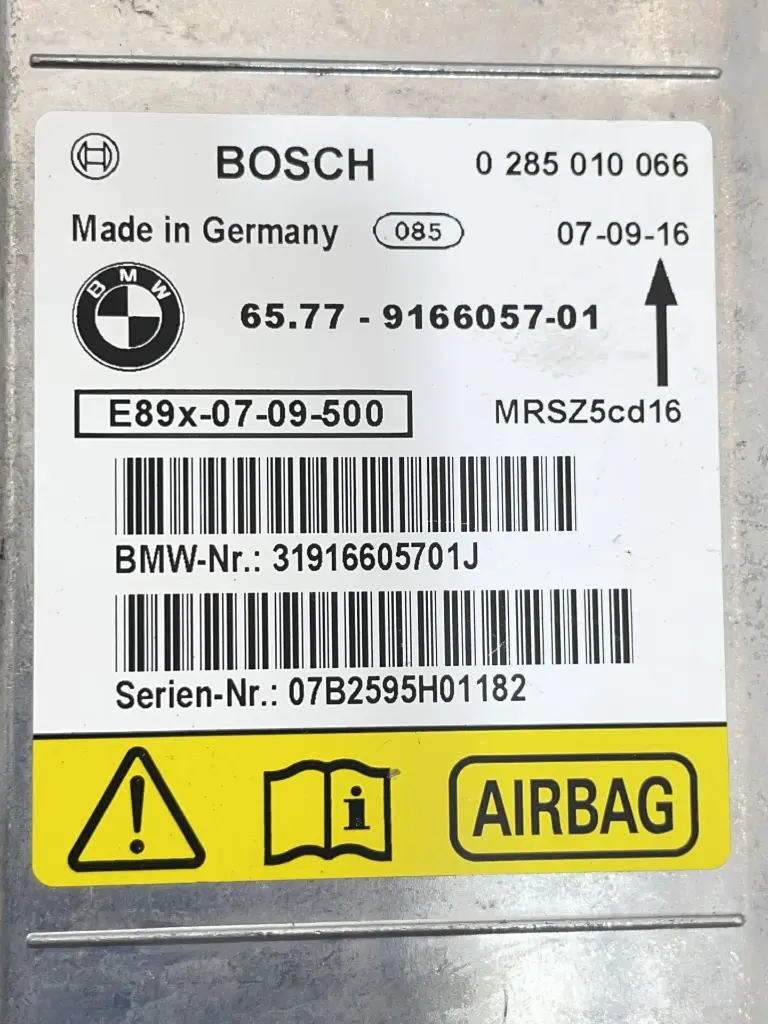 BOSCH 0 285 010 066
Made in Germany 085 07-09-16
BMW
65.77 - 9166057-01
E89x-07-09-500 MRSZ5cd16
BMW-Nr.: 31916605701J
Serien-Nr.: 07B2595H01182
! i AIRBAG